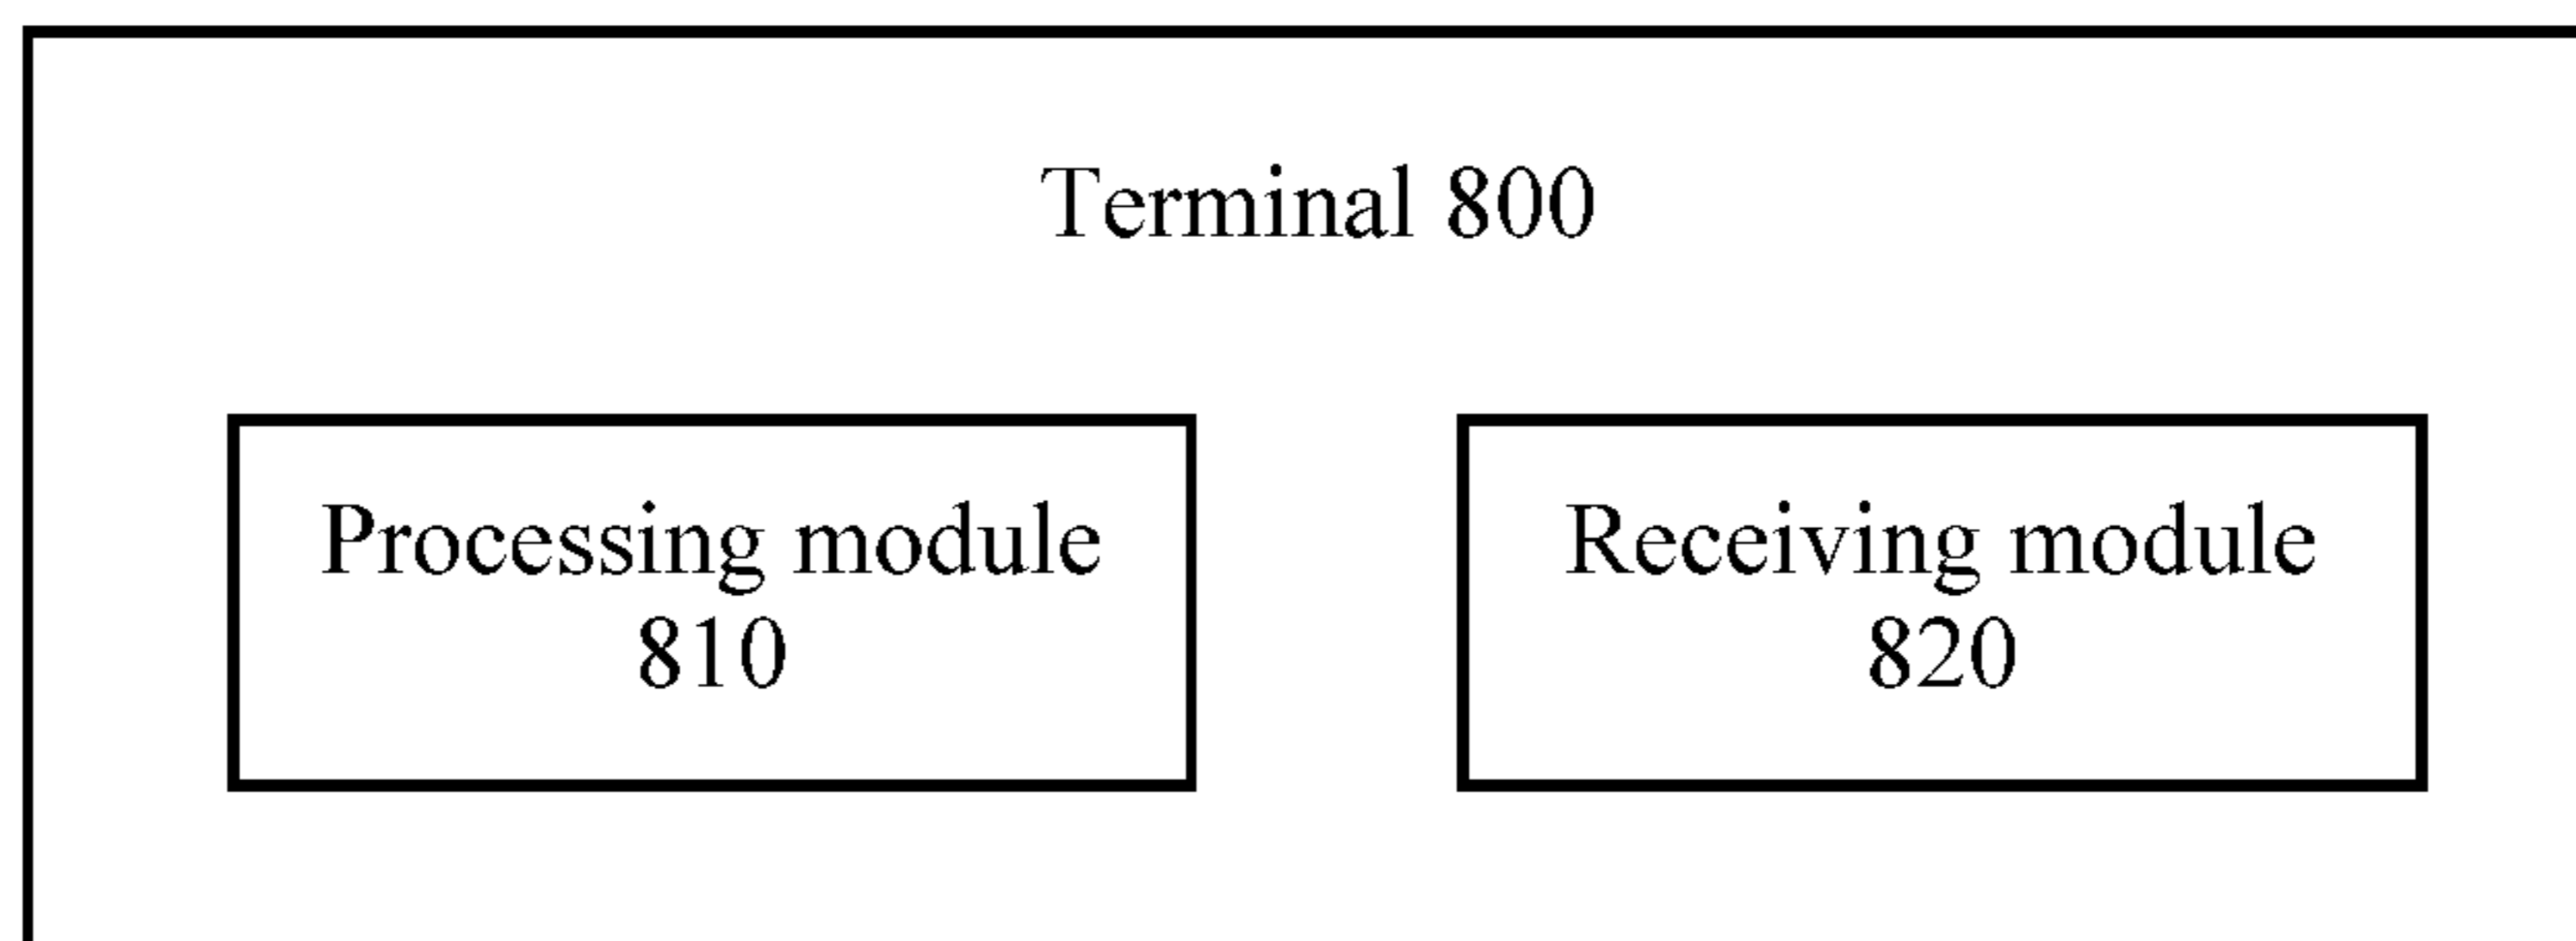 Terminal 800
Processing module
810
Receiving module
820